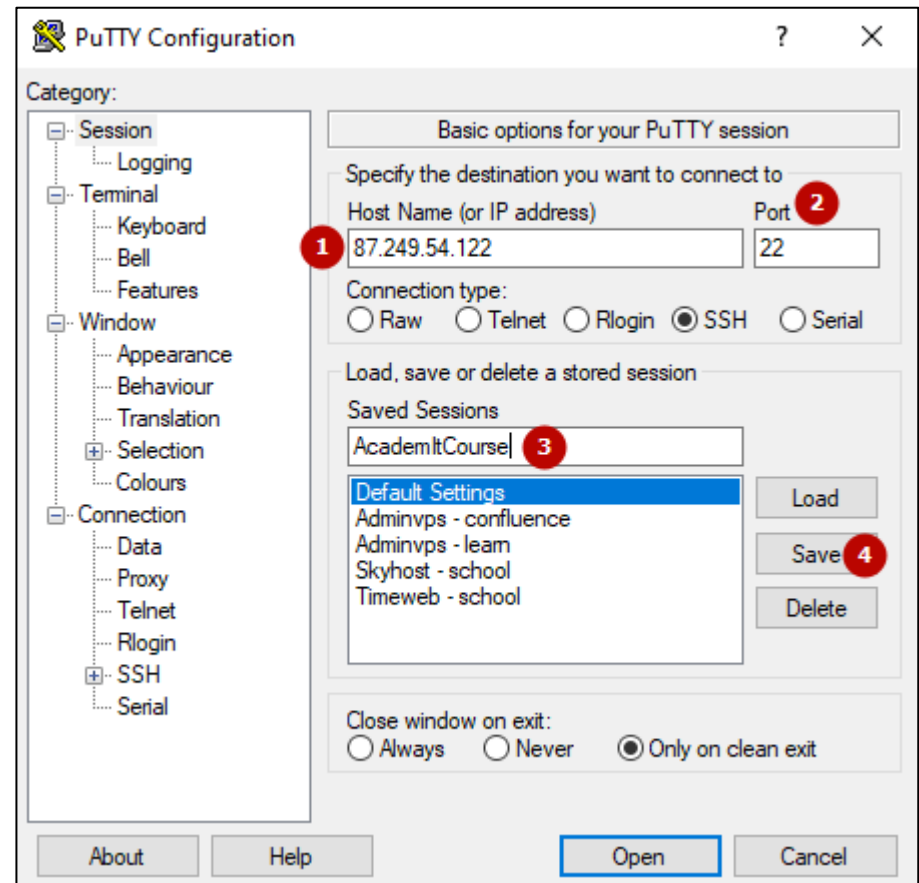 PuTTY Configuration
?
Category:
Session
Logging
Terminal
Keyboard
Bell
Features
Window
Appearance
Behaviour
Translation
Selection
Colours
Connection
Data
Proxy
Telnet
Rlogin
SSH
Serial
Basic options for your PuTTY session
Specify the destination you want to connect to
Host Name (or IP address) Port 2
1 87.249.54.122 22
Connection type:
Raw Telnet Rlogin SSH Serial
Load, save or delete a stored session
Saved Sessions
AcademItCourse 3
Default Settings
Adminvps - confluence
Adminvps - learn
Skyhost - school
Timeweb - school
Load
Save 4
Delete
Close window on exit:
Always Never Only on clean exit
About Help Open Cancel